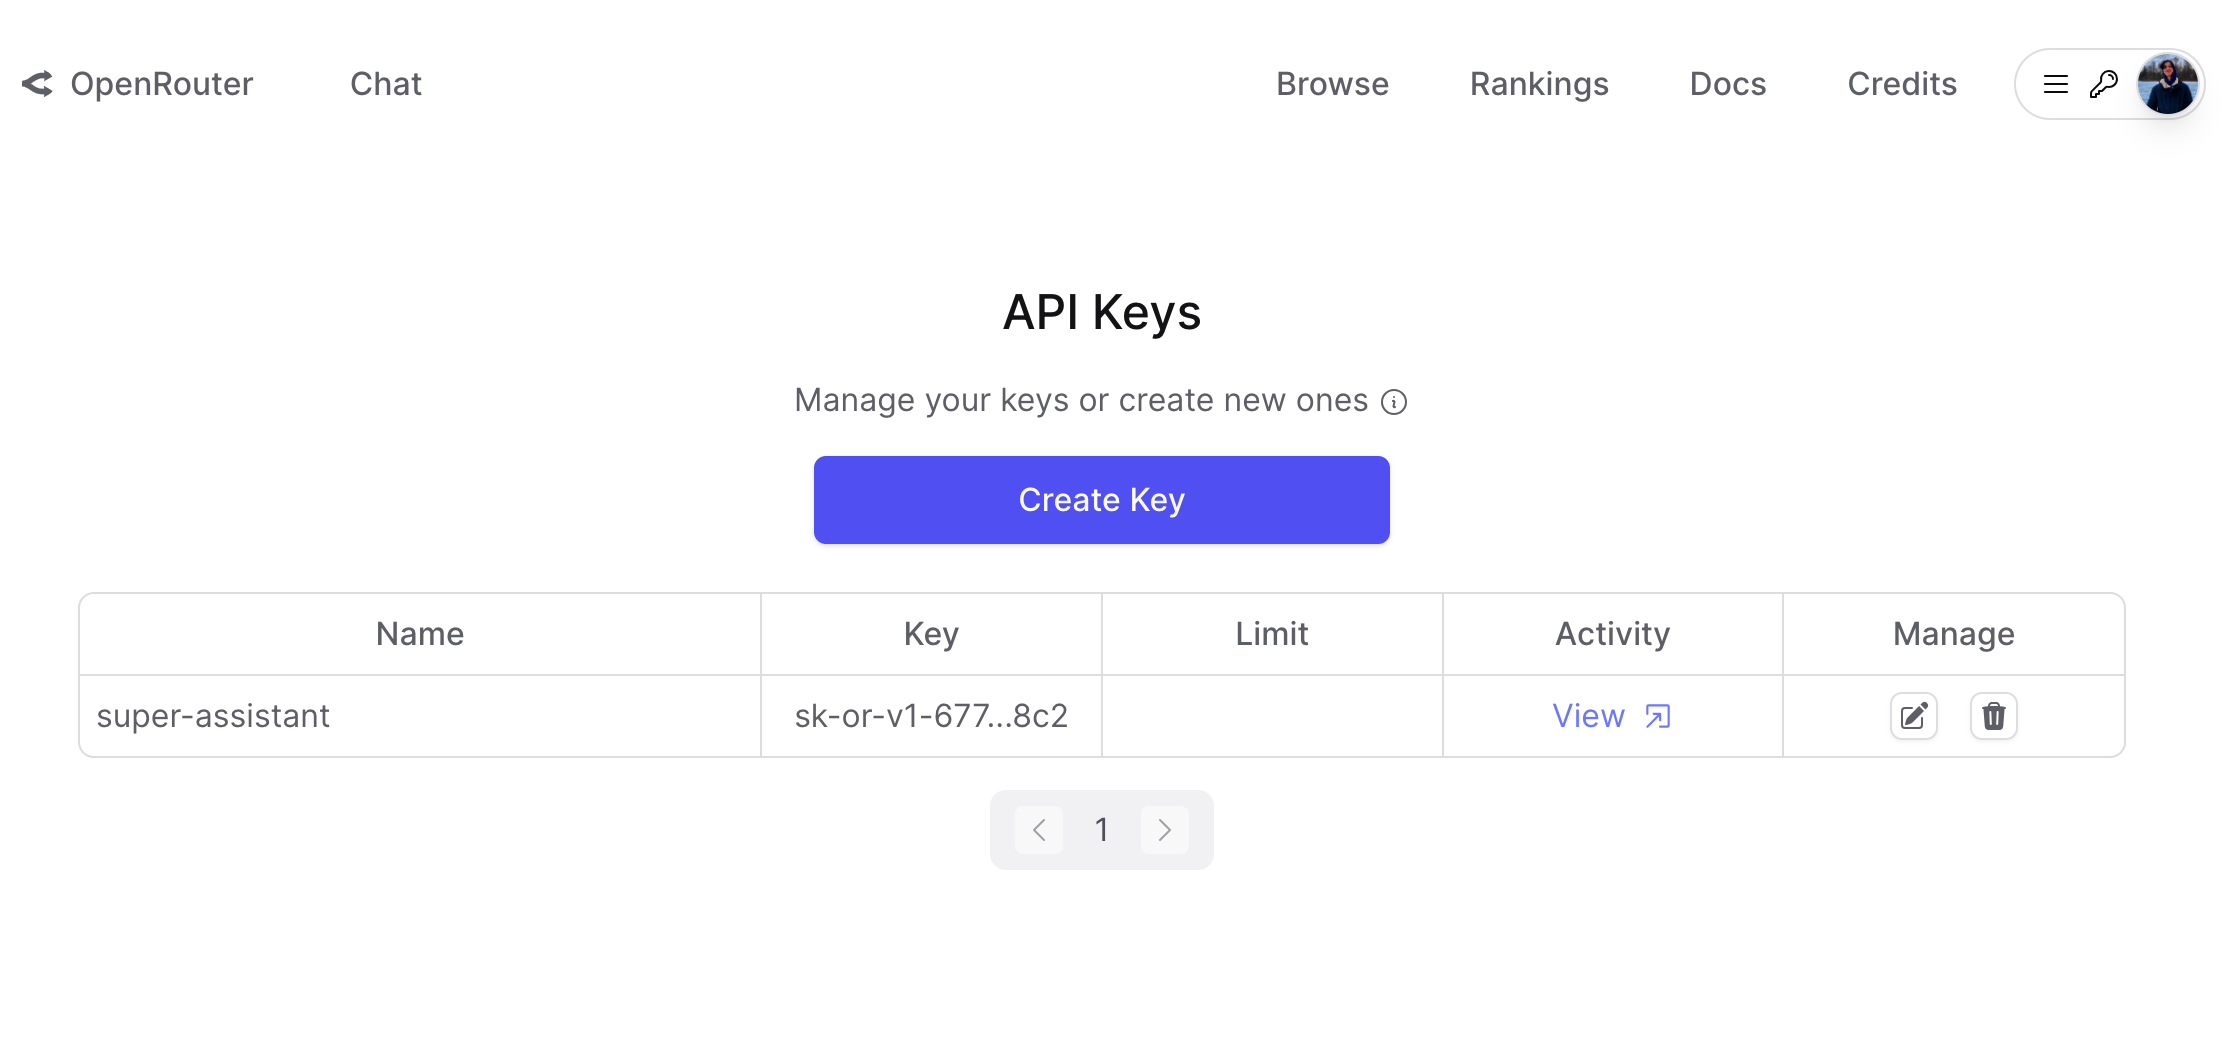 OpenRouter Chat Browse Rankings Docs Credits
API Keys
Manage your keys or create new ones
Create Key
Name Key Limit Activity Manage
super-assistant sk-or-v1-677...8c2 View
1